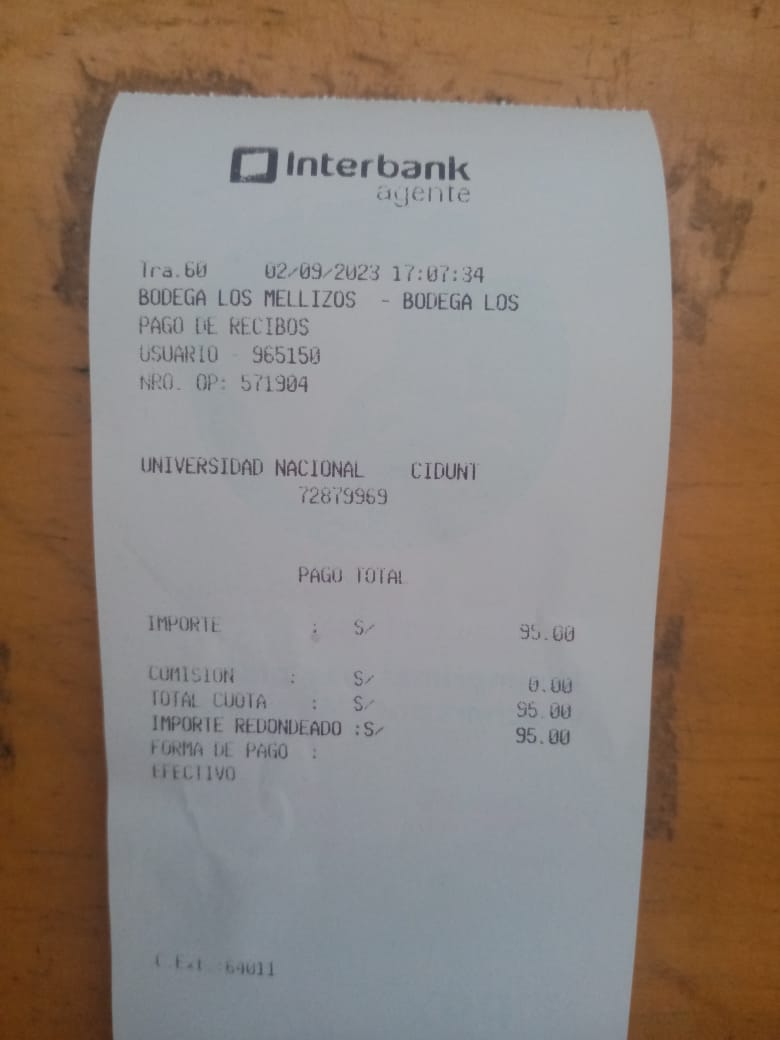 Interbank
agente
Tra.60 02/09/2023 17:07:34
BODEGA LOS MELLIZOS - BODEGA LOS
PAGO DE RECIBOS
USUARIO - 965150
NRO. OP: 571904
UNIVERSIDAD NACIONAL CIDUNT
72879969
PAGO TOTAL
IMPORTE : S/ 95.00
COMISION : S/ 0.00
TOTAL CUOTA : S/ 95.00
IMPORTE REDONDEADO :S/ 95.00
FORMA DE PAGO :
EFECTIVO
C.Ext.:64011